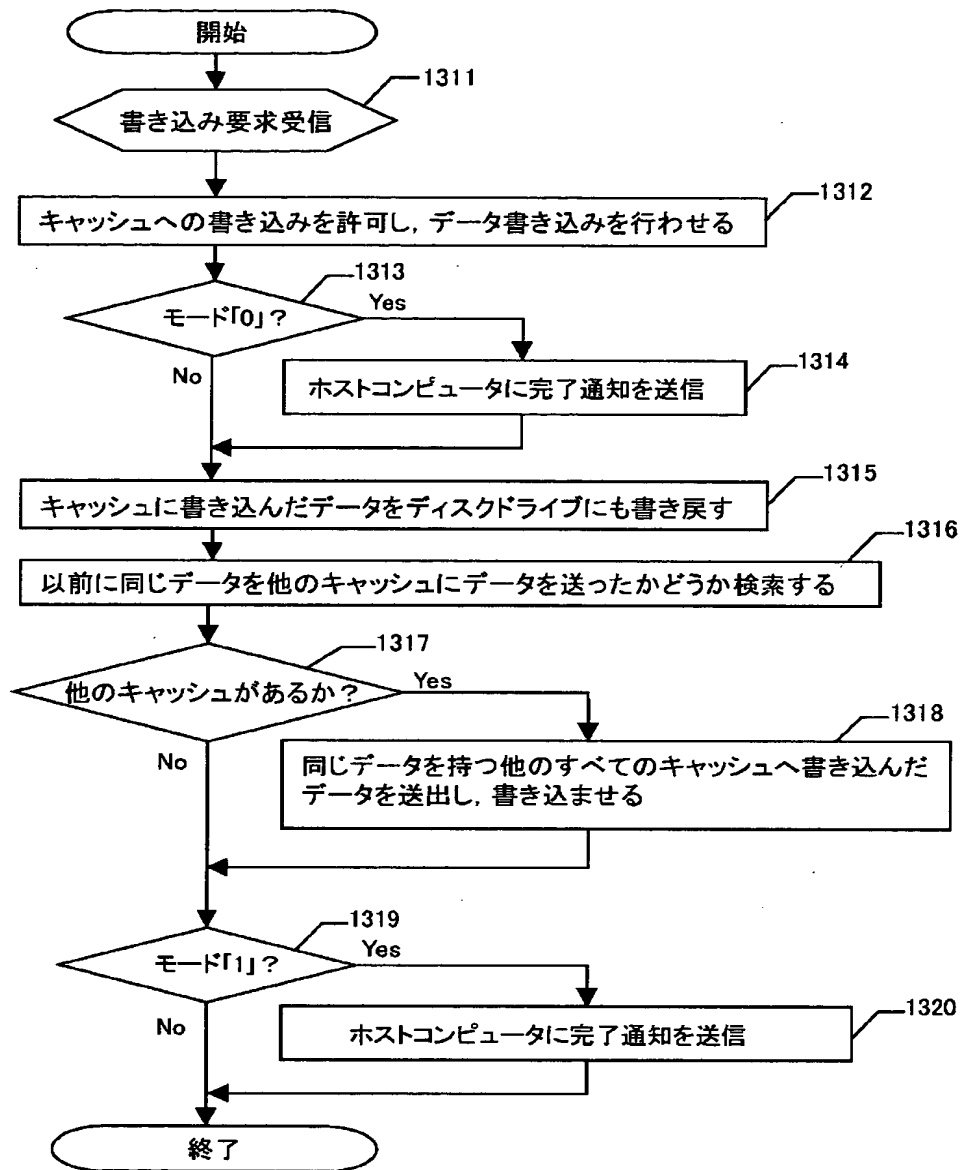 開始
1311
書き込み要求受信
1312
キャッシュへの書き込みを許可し,データ書き込みを行わせる
1313
モード「0」?
Yes
No
1314
ホストコンピュータに完了通知を送信
1315
キャッシュに書き込んだデータをディスクドライブにも書き戻す
1316
以前に同じデータを他のキャッシュにデータを送ったかどうか検索する
1317
他のキャッシュがあるか?
Yes
No
1318
同じデータを持つ他のすべてのキャッシュへ書き込んだ
データを送出し,書き込ませる
1319
モード「1」?
Yes
No
1320
ホストコンピュータに完了通知を送信
終了